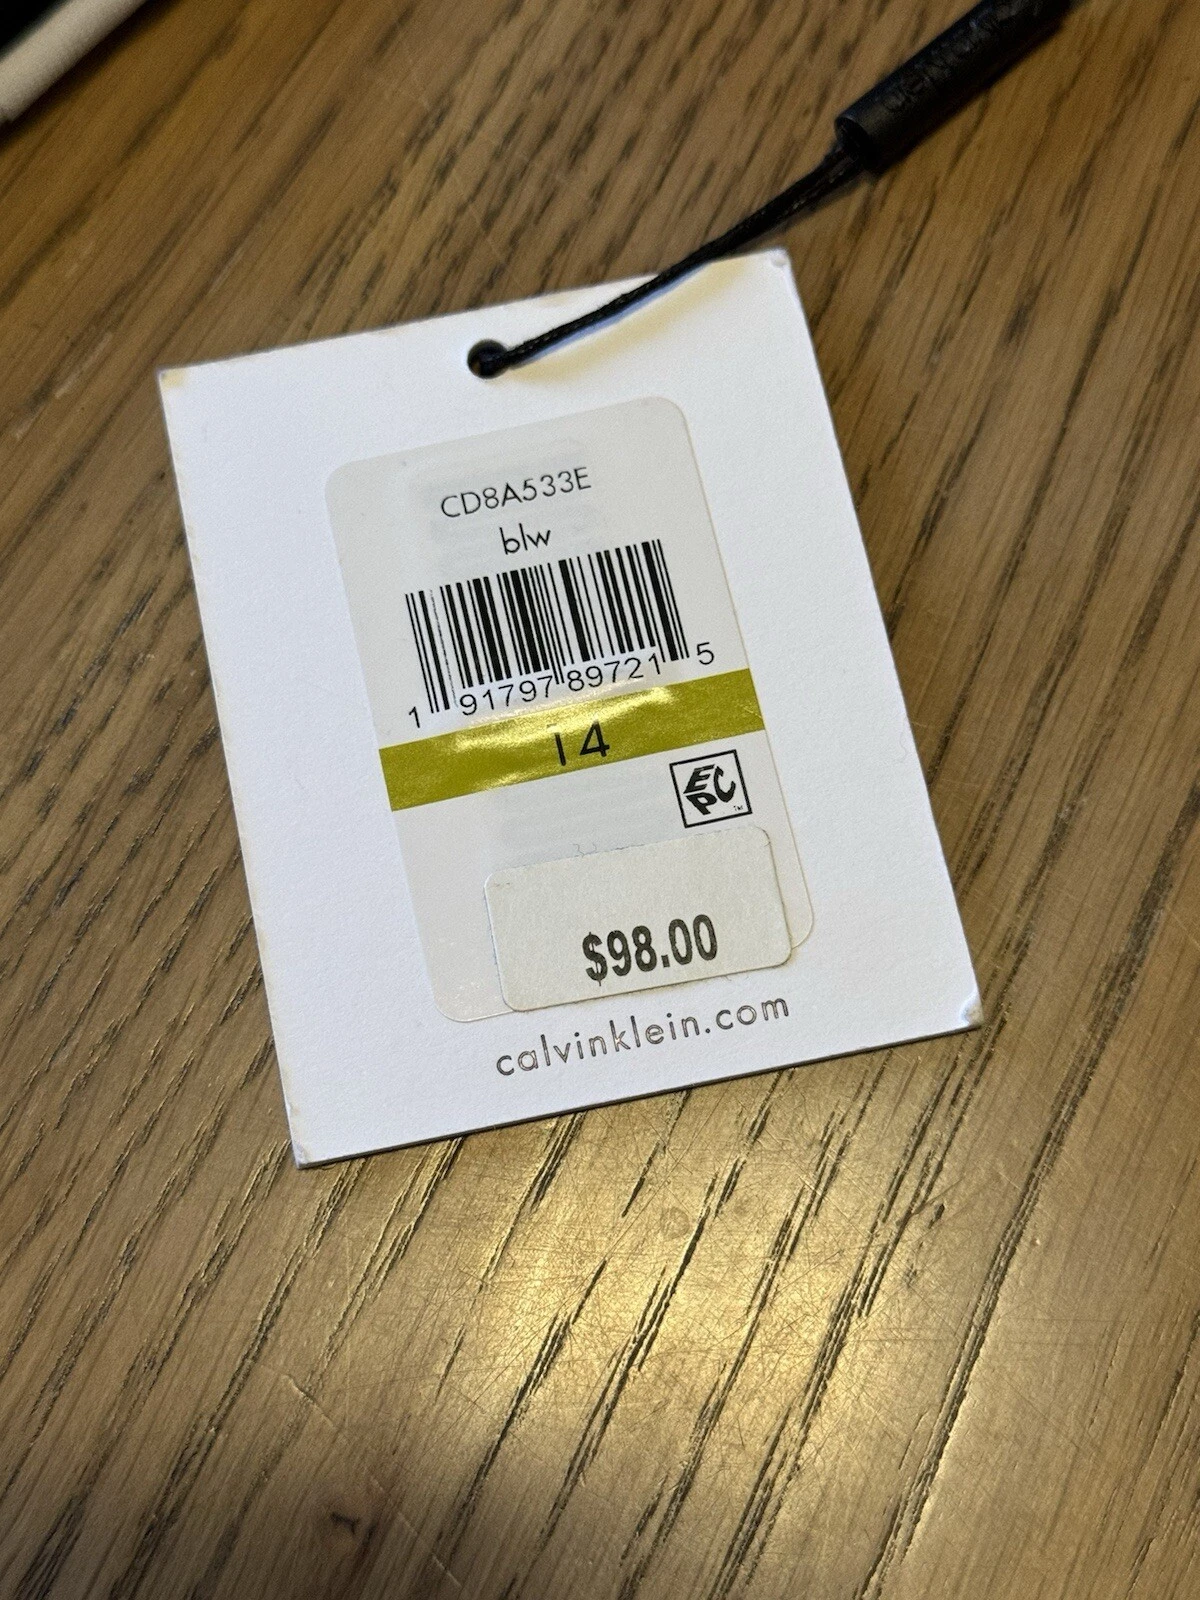 CD8A533E
blw
1 91797 89721 5
14
EPC
$98.00
calvinklein.com